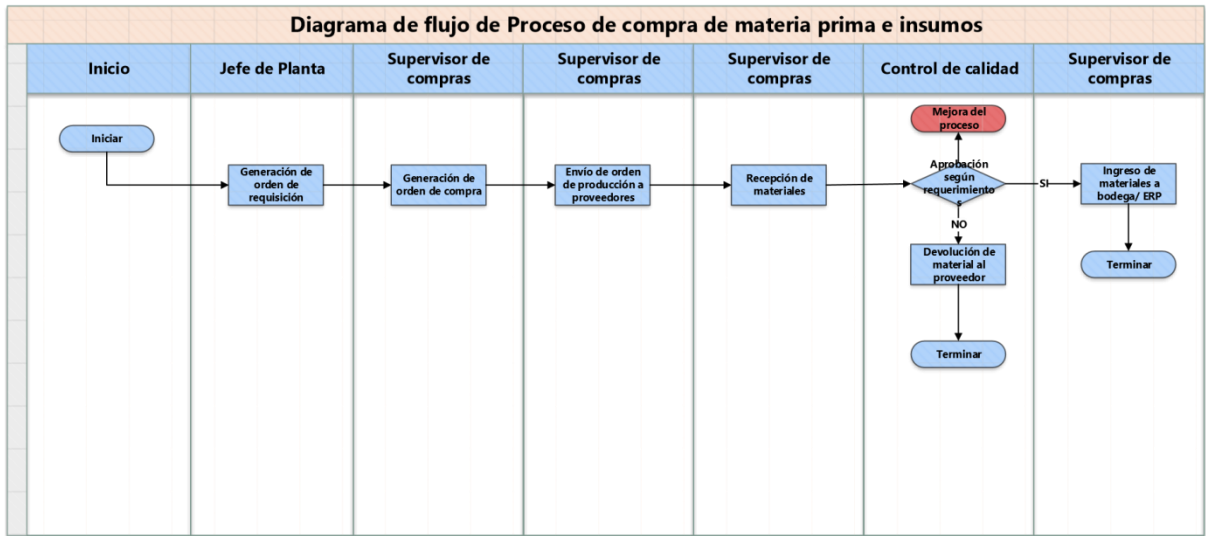 Diagrama de flujo de Proceso de compra de materia prima e insumos
Inicio
Jefe de Planta
Supervisor de
compras
Supervisor de
compras
Supervisor de
compras
Control de calidad
Supervisor de
compras
Iniciar
Generación de
orden de
requisición
Generación de
orden de compra
Envío de orden
de producción a
proveedores
Recepción de
materiales
Mejora del
proceso
Aprobación
según
requerimiento
s
SI
Ingreso de
materiales a
bodega/ ERP
Terminar
NO
Devolución de
material al
proveedor
Terminar